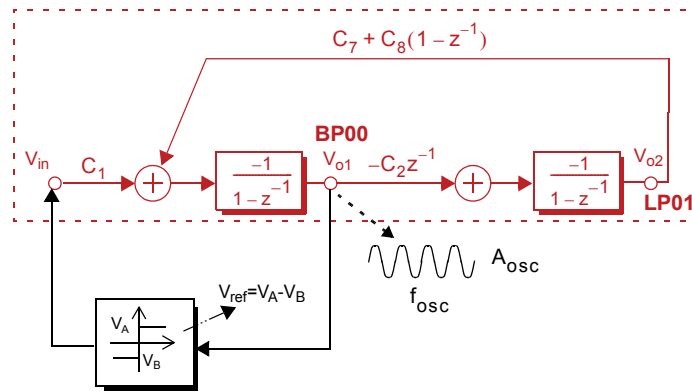 C7 + C8(1 – z^-1)
BP00
Vin
C1
+
-1
1 – z^-1
Vo1
–C2z^-1
+
-1
1 – z^-1
Vo2
LP01
Aosc
fosc
Vref=VA-VB
VA
VB